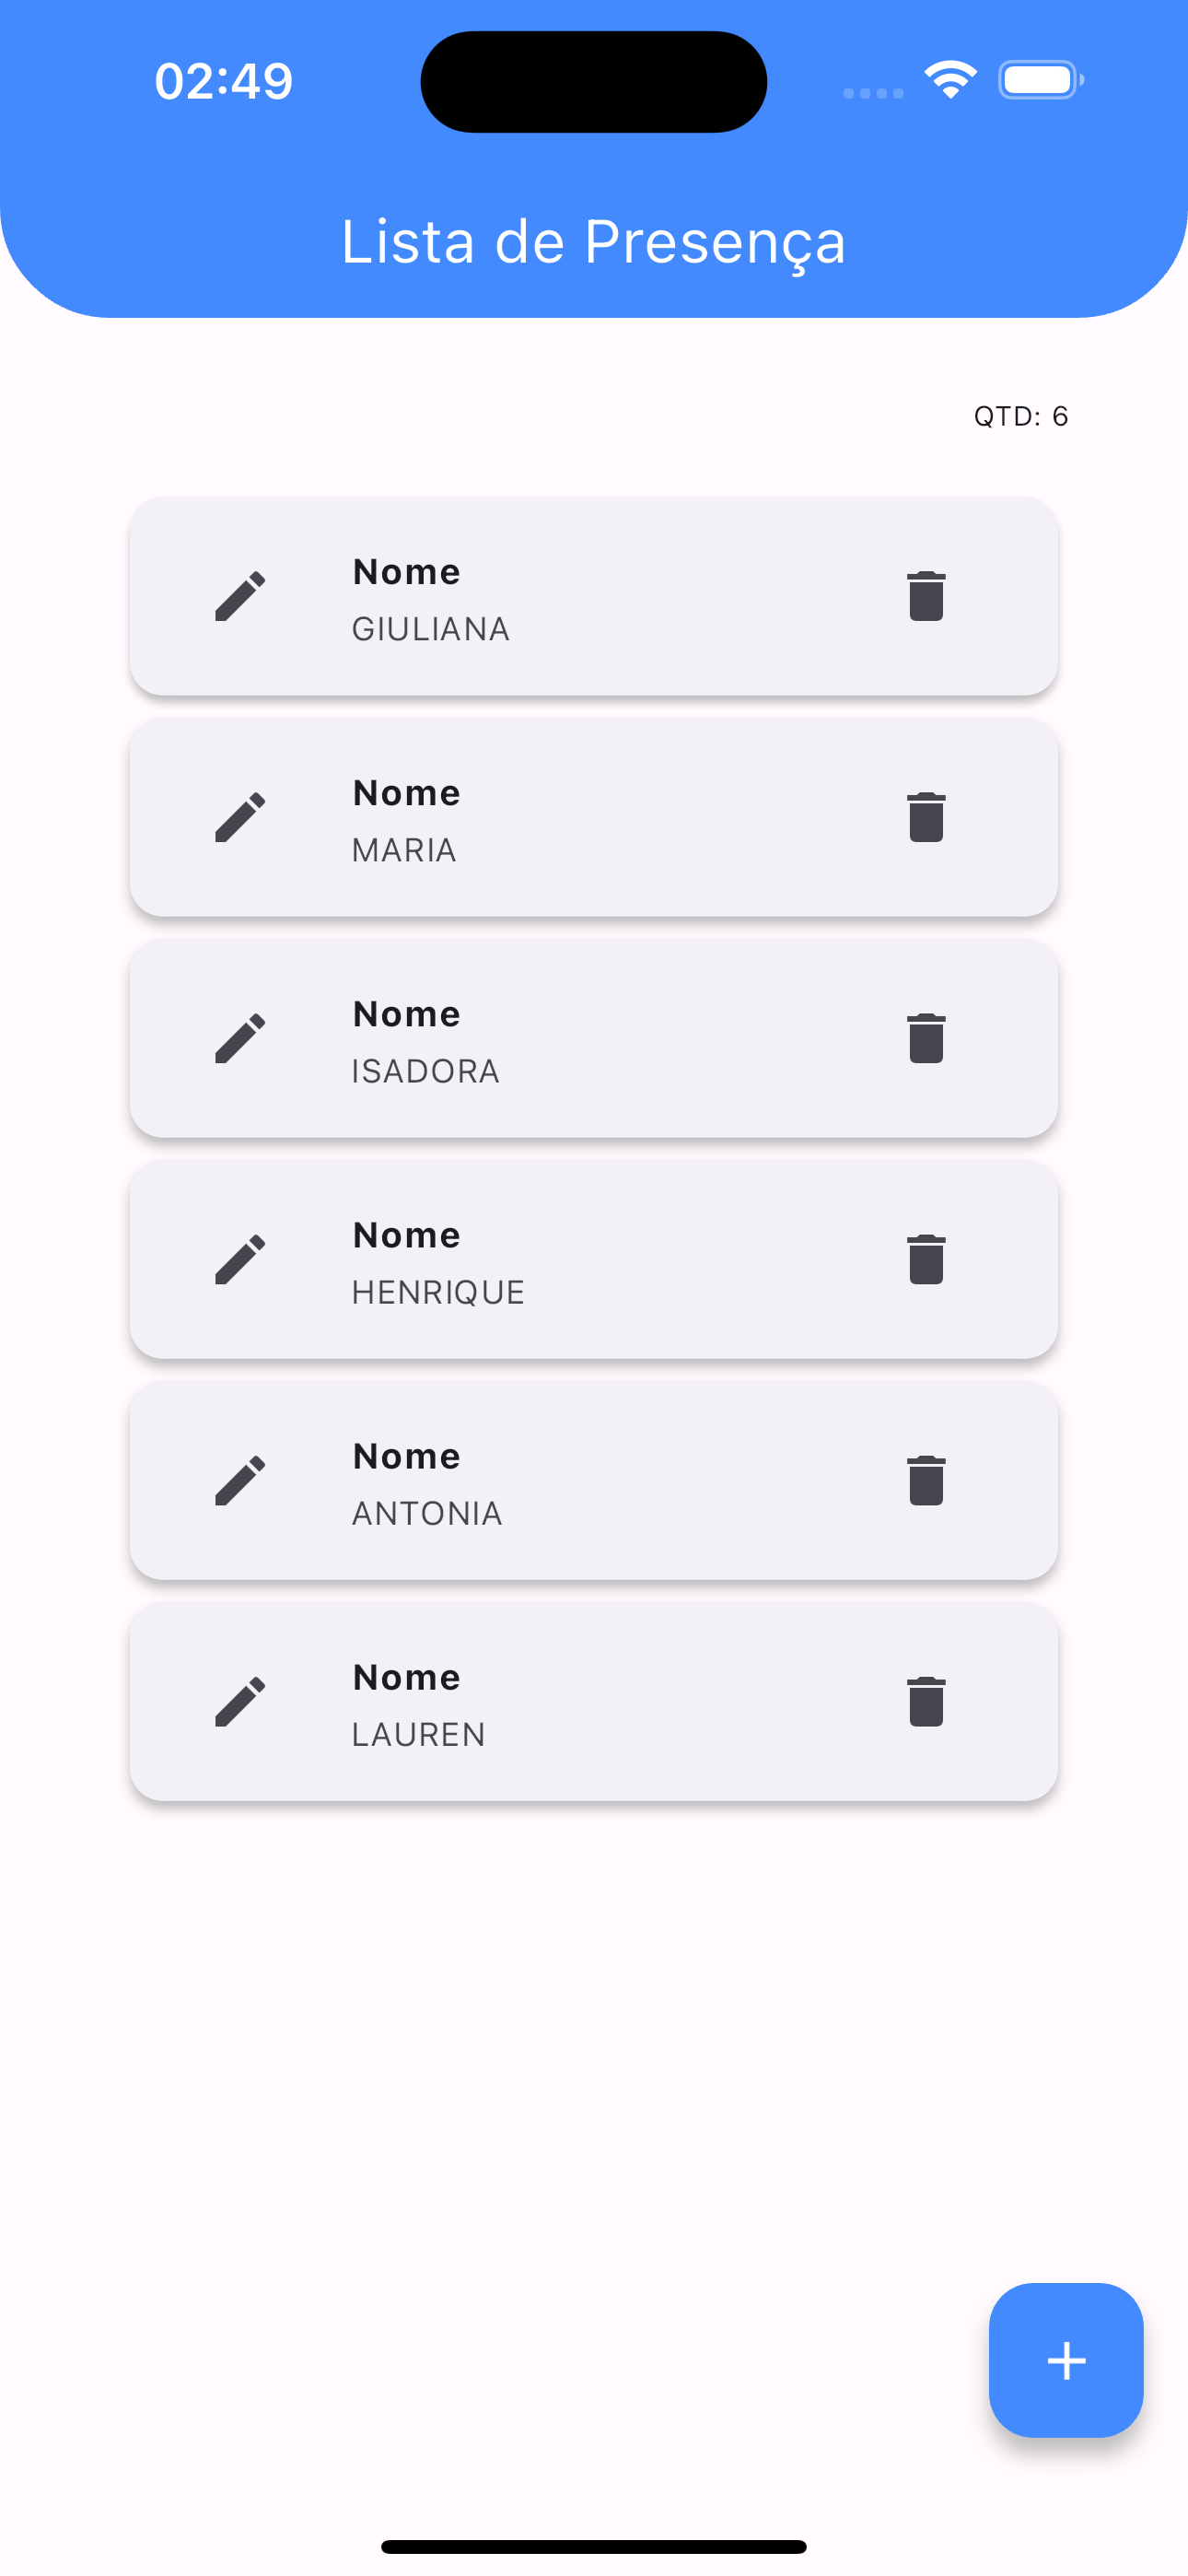 02:49
Lista de Presença
QTD: 6
Nome
GIULIANA
Nome
MARIA
Nome
ISADORA
Nome
HENRIQUE
Nome
ANTONIA
Nome
LAUREN
+